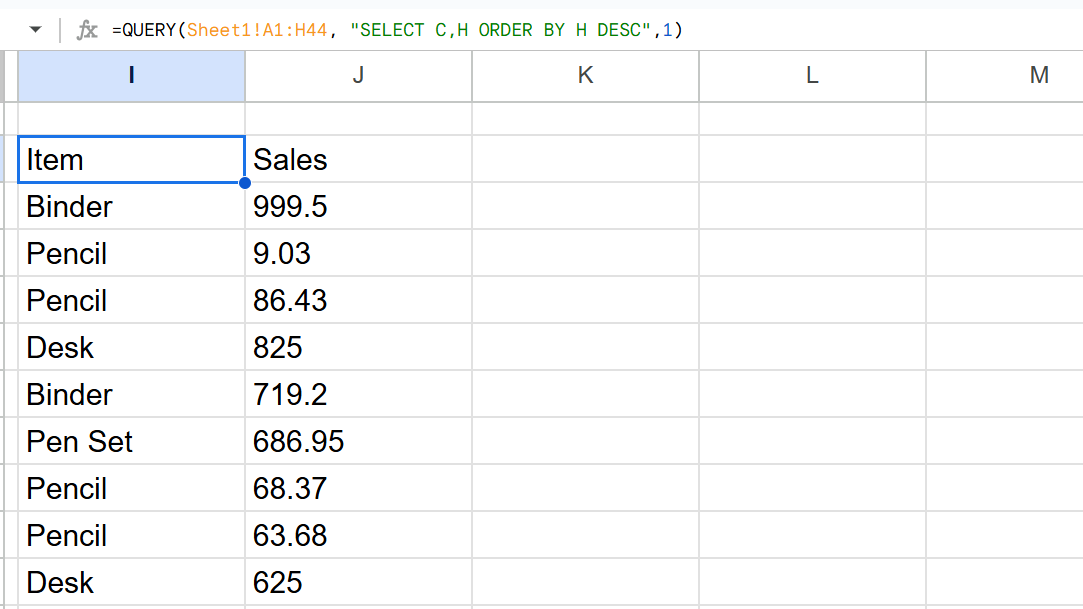 fx =QUERY(Sheet1!A1:H44, "SELECT C,H ORDER BY H DESC",1)
I J K L M
Item Sales
Binder 999.5
Pencil 9.03
Pencil 86.43
Desk 825
Binder 719.2
Pen Set 686.95
Pencil 68.37
Pencil 63.68
Desk 625